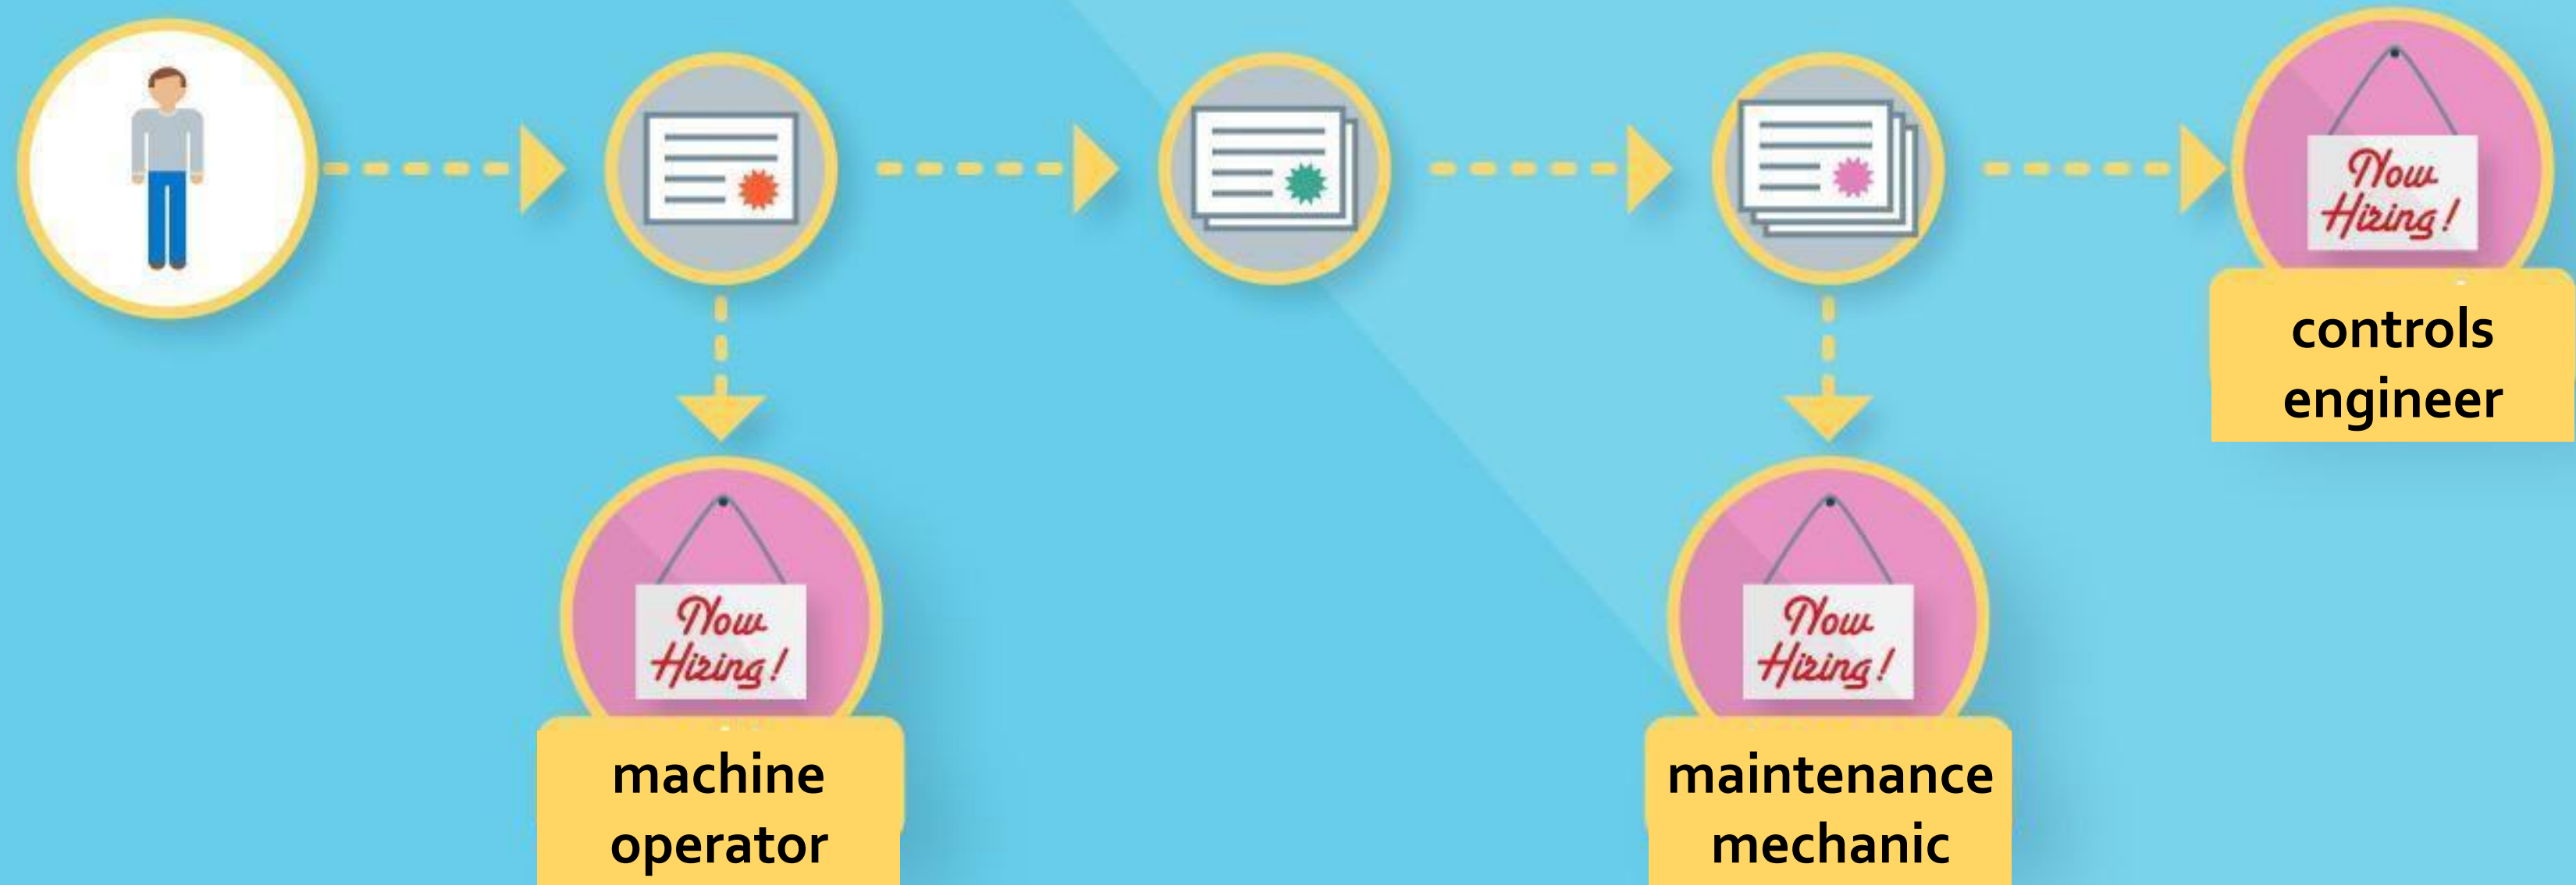 Now
Hiring!
controls
engineer
Now
Hiring!
machine
operator
Now
Hiring!
maintenance
mechanic